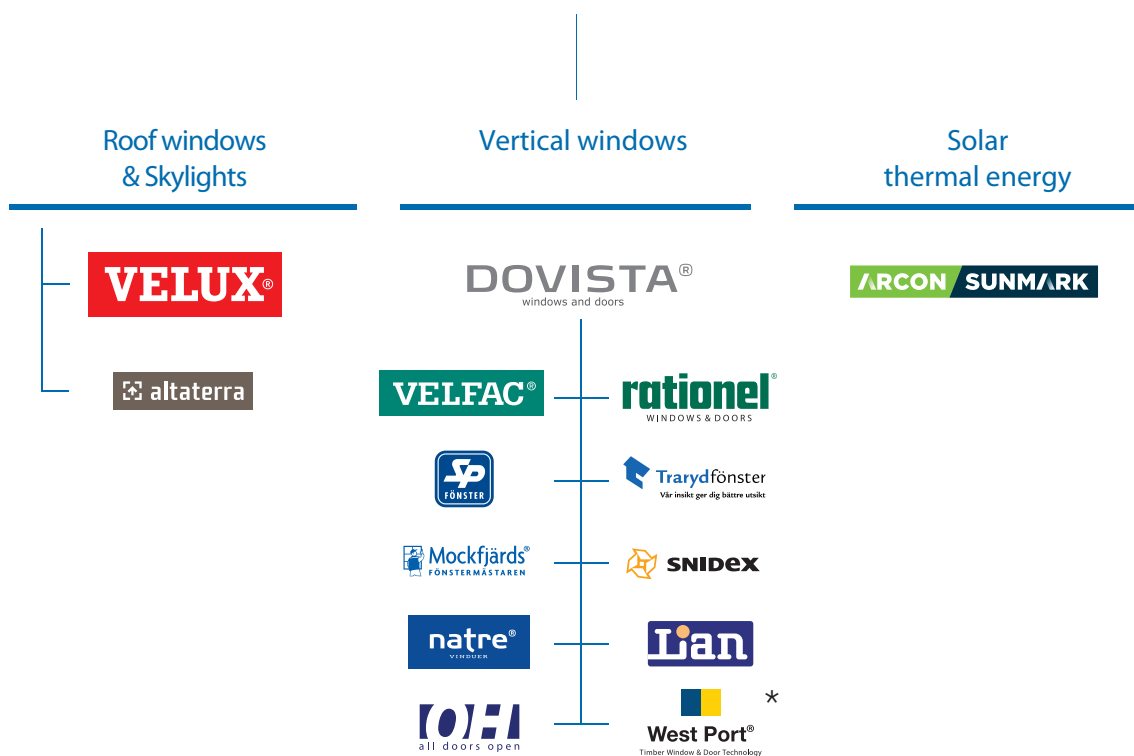 Roof windows
& Skylights
Vertical windows
Solar
thermal energy
VELUX®
altaterra
DOVISTA®
windows and doors
VELFAC®
rationel®
WINDOWS & DOORS
SP
FÖNSTER
Trarydfönster
Vår insikt ger dig bättre utsikt
Mockfjärds®
FÖNSTERMÄSTAREN
SNIDEX
natre®
VINDUER
Lian
OH
all doors open
*
West Port®
Timber Window & Door Technology
ARCON SUNMARK